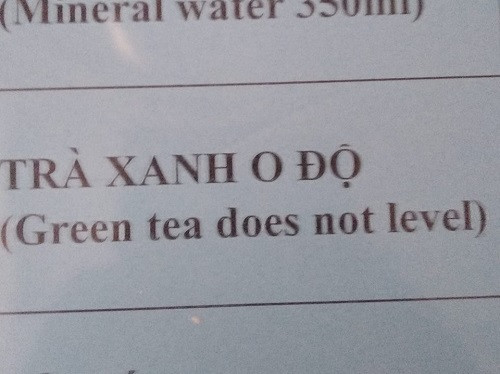 (Mineral water 350ml)
TRÀ XANH O ĐỘ
(Green tea does not level)